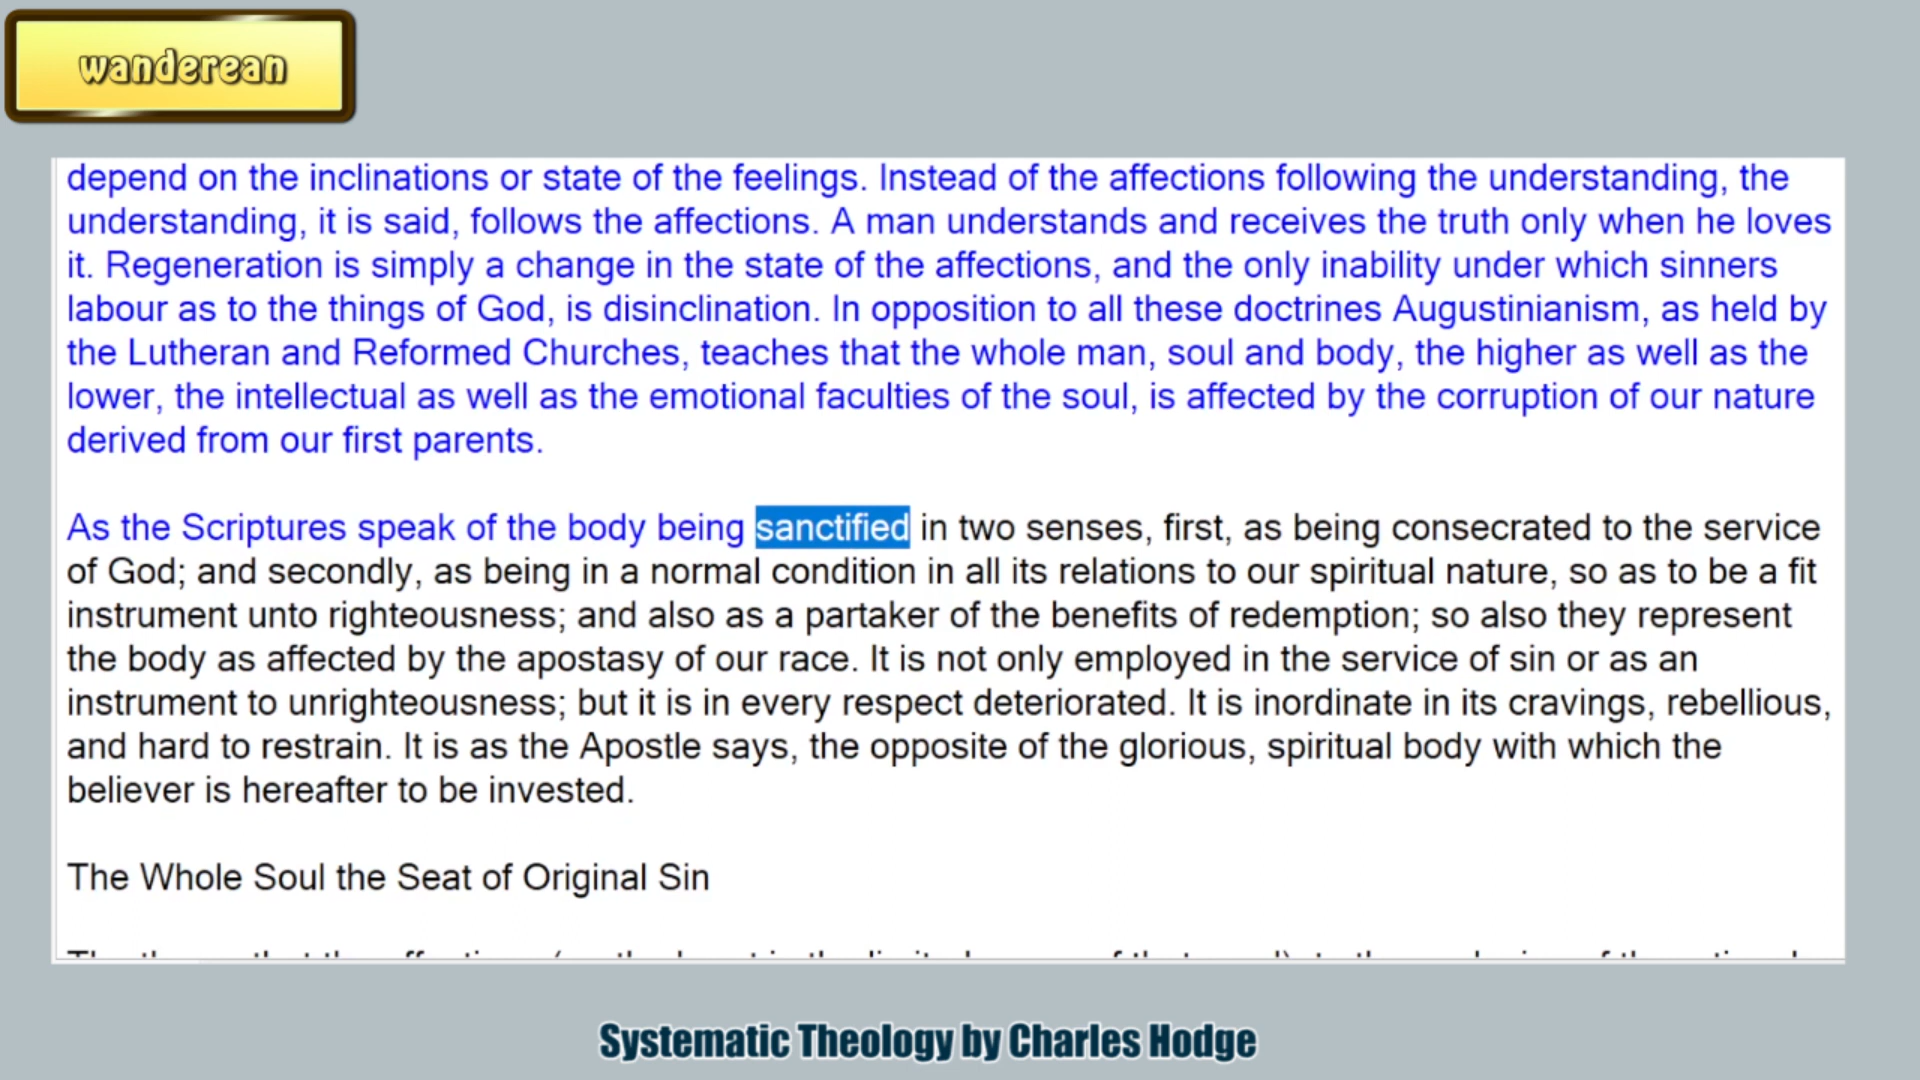 wanderean
depend on the inclinations or state of the feelings. Instead of the affections following the understanding, the
understanding, it is said, follows the affections. A man understands and receives the truth only when he loves
it. Regeneration is simply a change in the state of the affections, and the only inability under which sinners
labour as to the things of God, is disinclination. In opposition to all these doctrines Augustinianism, as held by
the Lutheran and Reformed Churches, teaches that the whole man, soul and body, the higher as well as the
lower, the intellectual as well as the emotional faculties of the soul, is affected by the corruption of our nature
derived from our first parents.
As the Scriptures speak of the body being sanctified in two senses, first, as being consecrated to the service
of God; and secondly, as being in a normal condition in all its relations to our spiritual nature, so as to be a fit
instrument unto righteousness; and also as a partaker of the benefits of redemption; so also they represent
the body as affected by the apostasy of our race. It is not only employed in the service of sin or as an
instrument to unrighteousness; but it is in every respect deteriorated. It is inordinate in its cravings, rebellious,
and hard to restrain. It is as the Apostle says, the opposite of the glorious, spiritual body with which the
believer is hereafter to be invested.
The Whole Soul the Seat of Original Sin
Systematic Theology by Charles Hodge